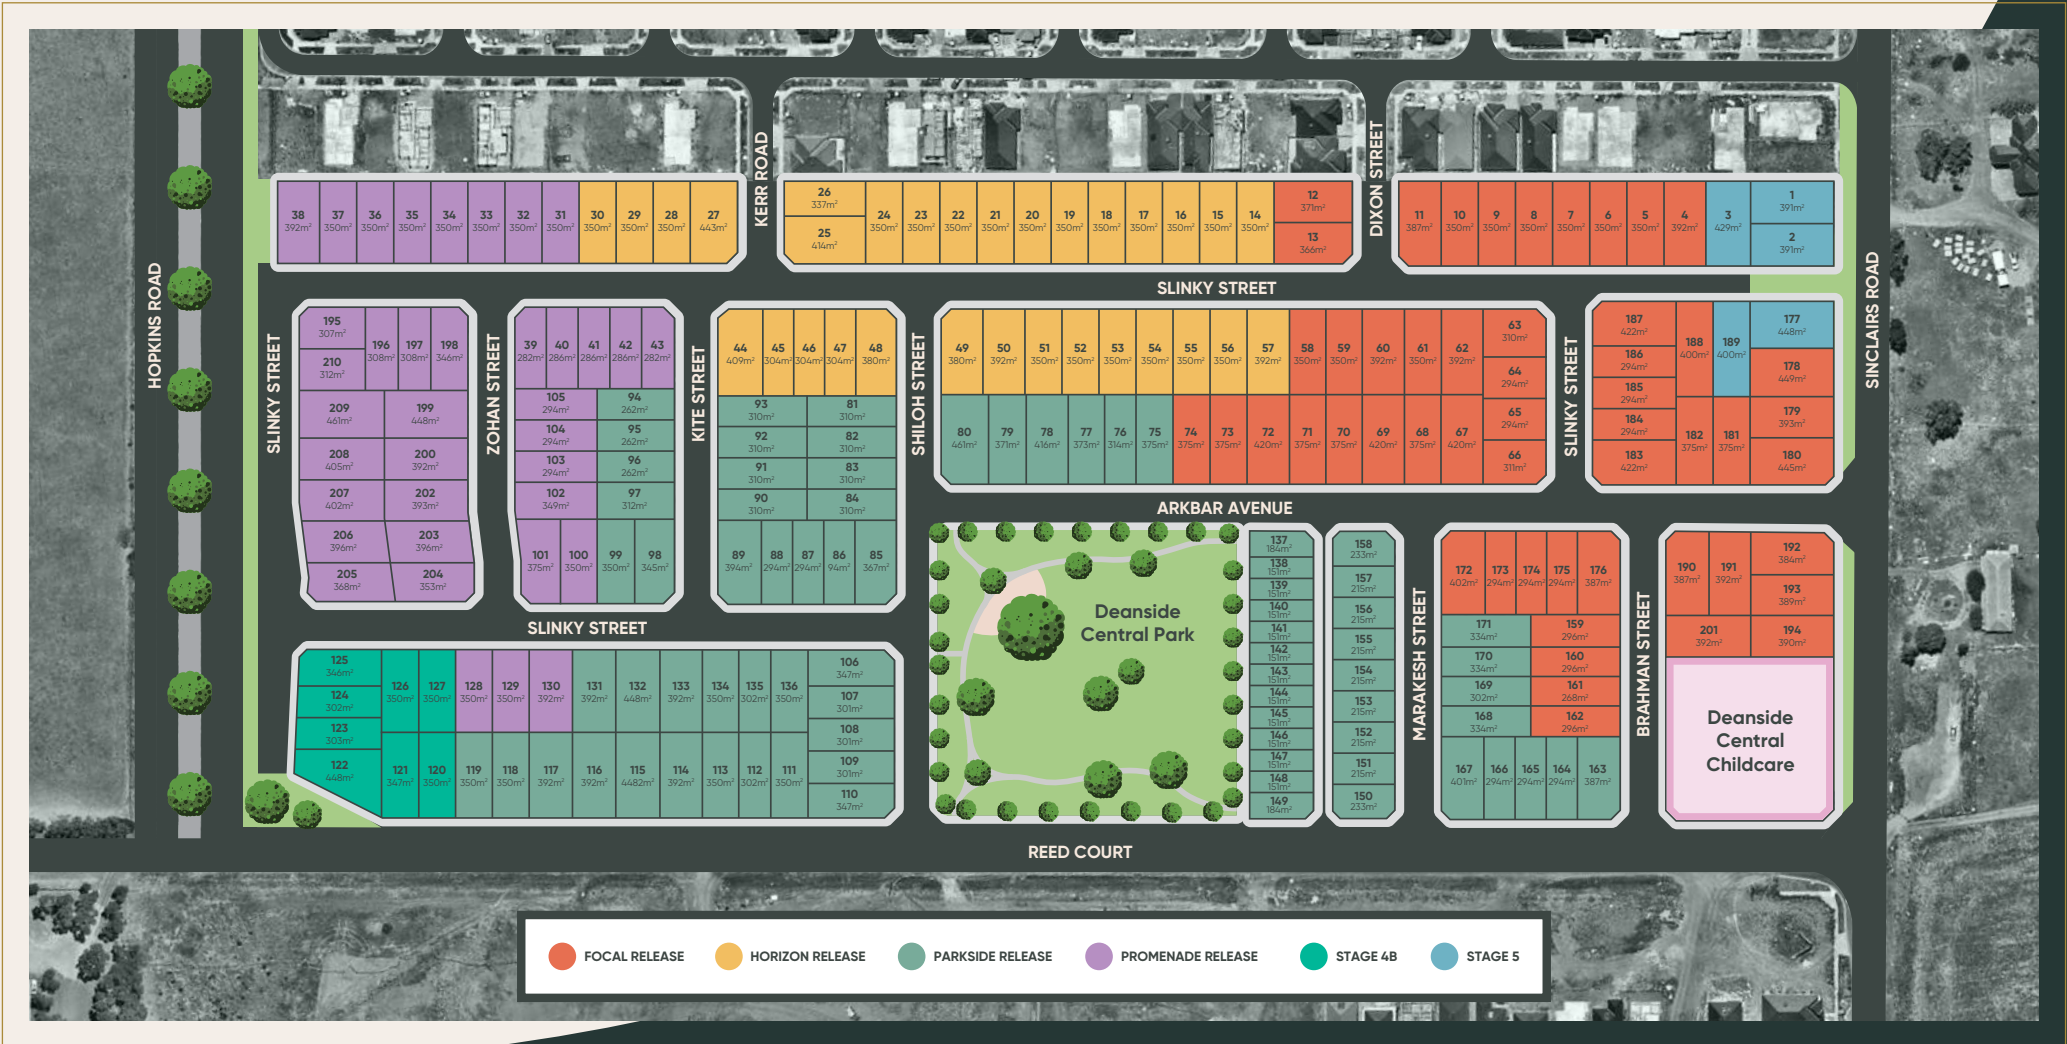 HOPKINS ROAD
KERR ROAD
DIXON STREET
SINCLAIRS ROAD
38
392m²
37
350m²
36
350m²
35
350m²
34
350m²
33
350m²
32
350m²
31
350m²
30
350m²
29
350m²
28
350m²
27
443m²
26
337m²
25
414m²
24
350m²
23
350m²
22
350m²
21
350m²
20
350m²
19
350m²
18
350m²
17
350m²
16
350m²
15
350m²
14
350m²
12
371m²
13
366m²
11
387m²
10
350m²
9
350m²
8
350m²
7
350m²
6
350m²
5
350m²
4
392m²
3
429m²
1
391m²
2
391m²
SLINKY STREET
SLINKY STREET
195
307m²
210
312m²
196
308m²
197
308m²
198
346m²
209
461m²
199
448m²
208
405m²
200
392m²
207
402m²
202
393m²
206
396m²
203
396m²
205
368m²
204
353m²
ZOHAN STREET
39
282m²
40
286m²
41
286m²
42
286m²
43
282m²
105
294m²
94
262m²
104
294m²
95
262m²
103
294m²
96
262m²
102
349m²
97
312m²
101
375m²
100
350m²
99
350m²
98
345m²
KITE STREET
44
409m²
45
304m²
46
304m²
47
304m²
48
380m²
93
310m²
81
310m²
92
310m²
82
310m²
91
310m²
83
310m²
90
310m²
84
310m²
89
394m²
88
294m²
87
294m²
86
94m²
85
367m²
SHILOH STREET
49
380m²
50
392m²
51
350m²
52
350m²
53
350m²
54
350m²
55
350m²
56
350m²
57
392m²
58
350m²
59
350m²
60
392m²
61
350m²
62
392m²
63
310m²
64
294m²
65
294m²
66
311m²
80
461m²
79
371m²
78
416m²
77
373m²
76
314m²
75
375m²
74
375m²
73
375m²
72
420m²
71
375m²
70
375m²
69
420m²
68
375m²
67
420m²
SLINKY STREET
187
422m²
186
294m²
185
294m²
184
294m²
183
422m²
188
400m²
189
400m²
177
448m²
178
449m²
182
375m²
181
375m²
179
393m²
180
445m²
ARKBAR AVENUE
Deanside
Central Park
137
184m²
138
151m²
139
151m²
140
151m²
141
151m²
142
151m²
143
151m²
144
151m²
145
151m²
146
151m²
147
151m²
148
151m²
149
184m²
158
233m²
157
215m²
156
215m²
155
215m²
154
215m²
153
215m²
152
215m²
151
215m²
150
233m²
MARAKESH STREET
172
402m²
173
294m²
174
294m²
175
294m²
176
387m²
171
334m²
159
296m²
170
334m²
160
296m²
169
302m²
161
268m²
168
334m²
162
296m²
167
401m²
166
294m²
165
294m²
164
294m²
163
387m²
BRAHMAN STREET
190
387m²
191
392m²
192
384m²
193
389m²
201
392m²
194
390m²
Deanside
Central
Childcare
SLINKY STREET
125
346m²
124
302m²
123
303m²
122
448m²
126
350m²
127
350m²
128
350m²
129
350m²
130
392m²
131
392m²
132
448m²
133
392m²
134
350m²
135
302m²
136
350m²
106
347m²
107
301m²
108
301m²
109
301m²
110
347m²
121
347m²
120
350m²
119
350m²
118
350m²
117
392m²
116
392m²
115
4482m²
114
392m²
113
350m²
112
302m²
111
350m²
REED COURT
FOCAL RELEASE
HORIZON RELEASE
PARKSIDE RELEASE
PROMENADE RELEASE
STAGE 4B
STAGE 5